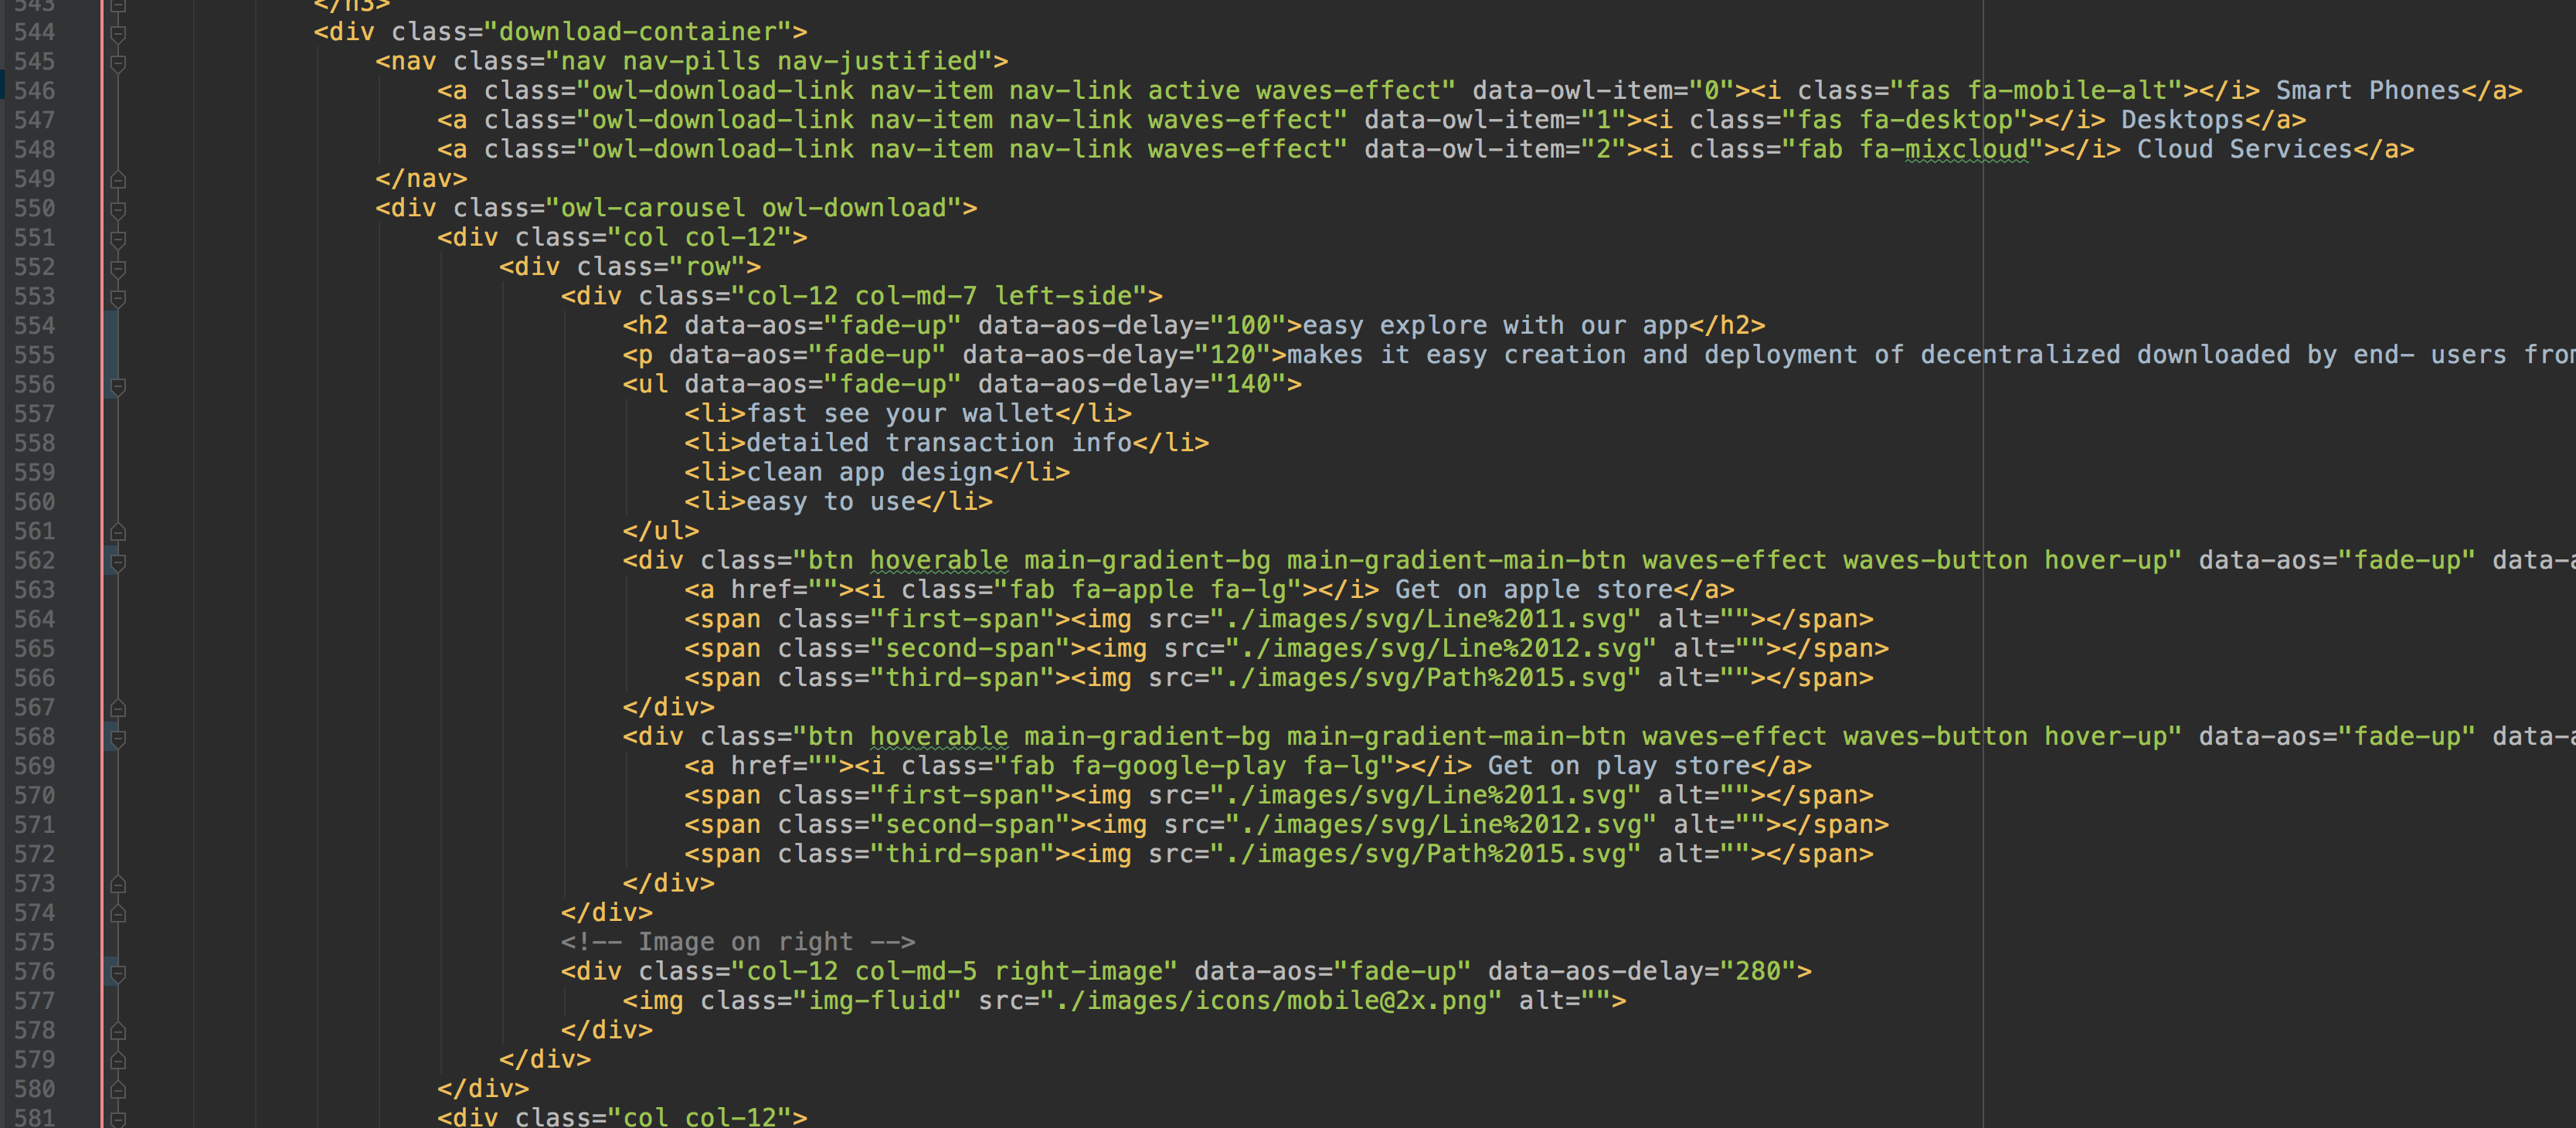 543 </h3>
544 <div class="download-container">
545 <nav class="nav nav-pills nav-justified">
546 <a class="owl-download-link nav-item nav-link active waves-effect" data-owl-item="0"><i class="fas fa-mobile-alt"></i> Smart Phones</a>
547 <a class="owl-download-link nav-item nav-link waves-effect" data-owl-item="1"><i class="fas fa-desktop"></i> Desktops</a>
548 <a class="owl-download-link nav-item nav-link waves-effect" data-owl-item="2"><i class="fab fa-mixcloud"></i> Cloud Services</a>
549 </nav>
550 <div class="owl-carousel owl-download">
551 <div class="col col-12">
552 <div class="row">
553 <div class="col-12 col-md-7 left-side">
554 <h2 data-aos="fade-up" data-aos-delay="100">easy explore with our app</h2>
555 <p data-aos="fade-up" data-aos-delay="120">makes it easy creation and deployment of decentralized downloaded by end- users from
556 <ul data-aos="fade-up" data-aos-delay="140">
557 <li>fast see your wallet</li>
558 <li>detailed transaction info</li>
559 <li>clean app design</li>
560 <li>easy to use</li>
561 </ul>
562 <div class="btn hoverable main-gradient-bg main-gradient-main-btn waves-effect waves-button hover-up" data-aos="fade-up" data-a
563 <a href=""><i class="fab fa-apple fa-lg"></i> Get on apple store</a>
564 <span class="first-span"><img src="./images/svg/Line%2011.svg" alt=""></span>
565 <span class="second-span"><img src="./images/svg/Line%2012.svg" alt=""></span>
566 <span class="third-span"><img src="./images/svg/Path%2015.svg" alt=""></span>
567 </div>
568 <div class="btn hoverable main-gradient-bg main-gradient-main-btn waves-effect waves-button hover-up" data-aos="fade-up" data-a
569 <a href=""><i class="fab fa-google-play fa-lg"></i> Get on play store</a>
570 <span class="first-span"><img src="./images/svg/Line%2011.svg" alt=""></span>
571 <span class="second-span"><img src="./images/svg/Line%2012.svg" alt=""></span>
572 <span class="third-span"><img src="./images/svg/Path%2015.svg" alt=""></span>
573 </div>
574 </div>
575 <!-- Image on right -->
576 <div class="col-12 col-md-5 right-image" data-aos="fade-up" data-aos-delay="280">
577 <img class="img-fluid" src="./images/icons/mobile@2x.png" alt="">
578 </div>
579 </div>
580 </div>
581 <div class="col col-12">